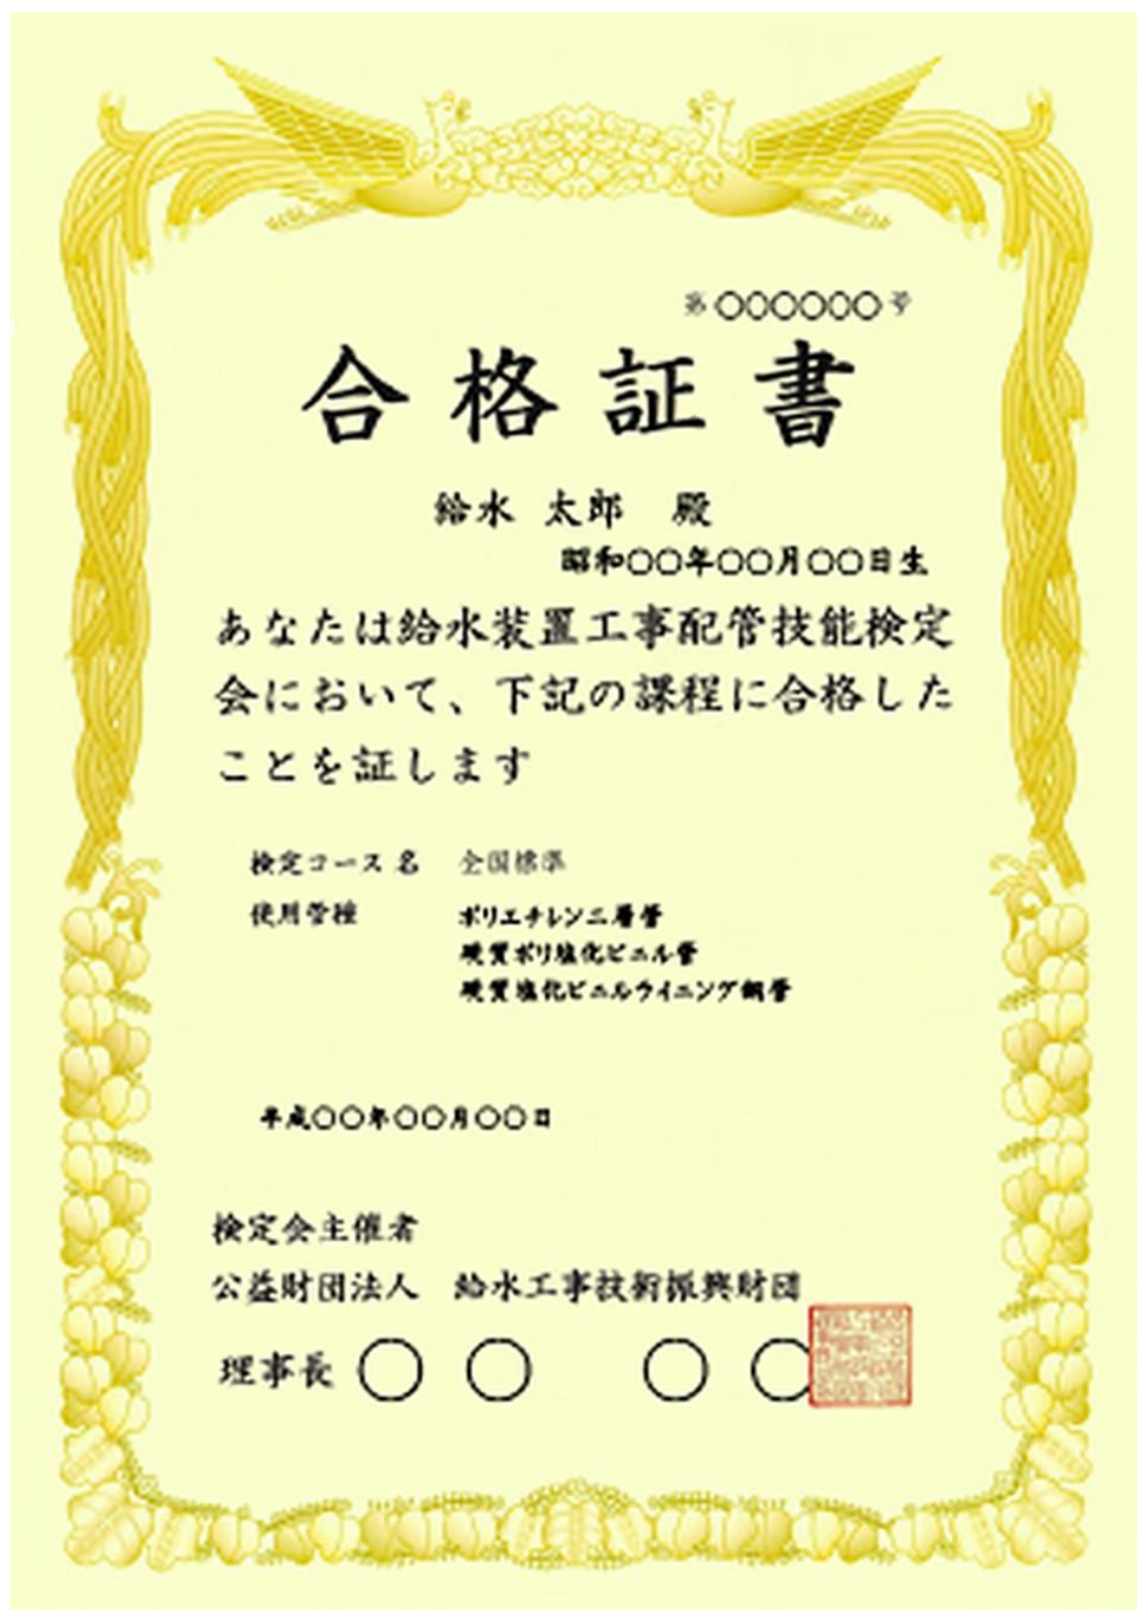 第○○○○○○号
合格証書
給水 太郎 殿
昭和○○年○○月○○日生
あなたは給水装置工事配管技能検定
会において、下記の課程に合格した
ことを証します
検定コース名 全国標準
使用管種 ポリエチレン二層管
硬質ポリ塩化ビニル管
硬質塩化ビニルライニング鋼管
平成○○年○○月○○日
検定会主催者
公益財団法人 給水工事技術振興財団
理事長 ○ ○ ○ ○